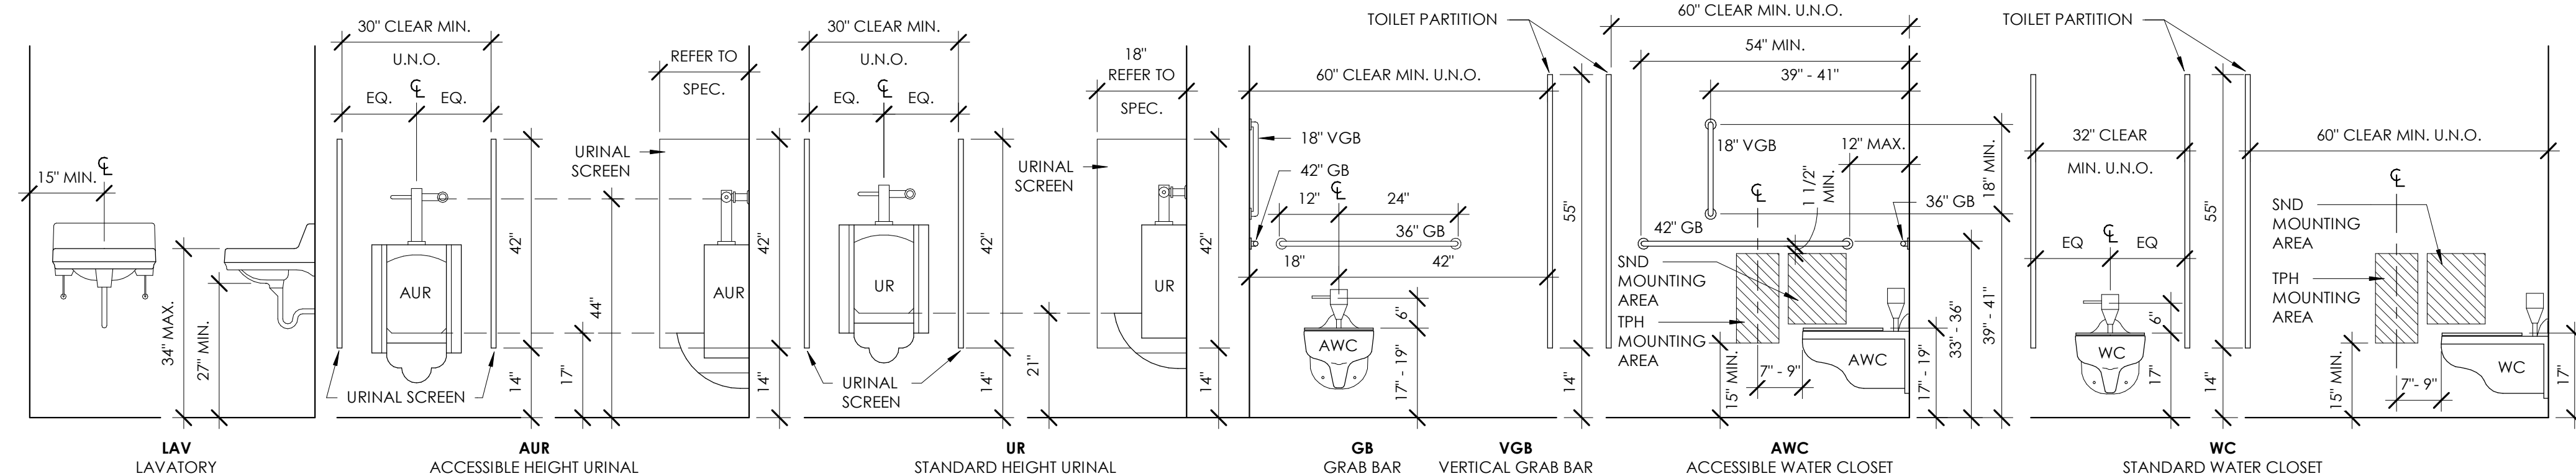 15" MIN.
℄
34" MAX.
27" MIN.
LAV
LAVATORY
30" CLEAR MIN.
U.N.O.
℄
EQ.
EQ.
AUR
42"
14"
URINAL SCREEN
REFER TO
SPEC.
URINAL
SCREEN
AUR
44"
17"
42"
14"
AUR
ACCESSIBLE HEIGHT URINAL
30" CLEAR MIN.
U.N.O.
℄
EQ.
EQ.
UR
42"
14"
URINAL
SCREEN
18"
REFER TO
SPEC.
URINAL
SCREEN
UR
21"
42"
14"
UR
STANDARD HEIGHT URINAL
TOILET PARTITION
60" CLEAR MIN. U.N.O.
18" VGB
42" GB
℄
12"
24"
36" GB
18"
42"
AWC
6"
17" - 19"
55"
14"
GB
GRAB BAR
VGB
VERTICAL GRAB BAR
60" CLEAR MIN. U.N.O.
54" MIN.
39" - 41"
18" VGB
12" MAX.
1 1/2"
MIN.
℄
42" GB
36" GB
18" MIN.
SND
MOUNTING
AREA
TPH
MOUNTING
AREA
15" MIN.
7" - 9"
AWC
17" - 19"
33" - 36"
39" - 41"
AWC
ACCESSIBLE WATER CLOSET
TOILET PARTITION
32" CLEAR
MIN. U.N.O.
℄
EQ
EQ
WC
6"
17"
55"
14"
60" CLEAR MIN. U.N.O.
℄
SND
MOUNTING
AREA
TPH
MOUNTING
AREA
15" MIN.
7"- 9"
WC
17"
WC
STANDARD WATER CLOSET